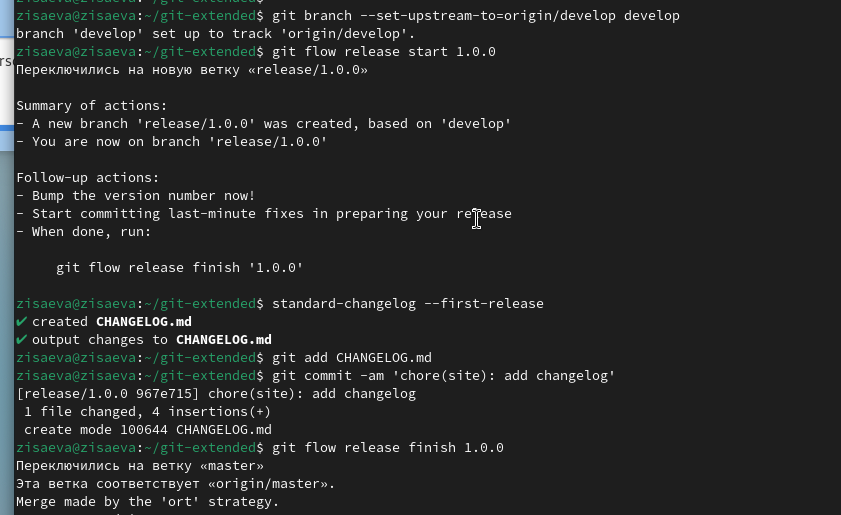 zisaeva@zisaeva:~/git-extended$ git branch --set-upstream-to=origin/develop develop
branch 'develop' set up to track 'origin/develop'.
zisaeva@zisaeva:~/git-extended$ git flow release start 1.0.0
Переключились на новую ветку «release/1.0.0»
Summary of actions:
- A new branch 'release/1.0.0' was created, based on 'develop'
- You are now on branch 'release/1.0.0'
Follow-up actions:
- Bump the version number now!
- Start committing last-minute fixes in preparing your release
- When done, run:
git flow release finish '1.0.0'
zisaeva@zisaeva:~/git-extended$ standard-changelog --first-release
✔ created CHANGELOG.md
✔ output changes to CHANGELOG.md
zisaeva@zisaeva:~/git-extended$ git add CHANGELOG.md
zisaeva@zisaeva:~/git-extended$ git commit -am 'chore(site): add changelog'
[release/1.0.0 967e715] chore(site): add changelog
1 file changed, 4 insertions(+)
create mode 100644 CHANGELOG.md
zisaeva@zisaeva:~/git-extended$ git flow release finish 1.0.0
Переключились на ветку «master»
Эта ветка соответствует «origin/master».
Merge made by the 'ort' strategy.